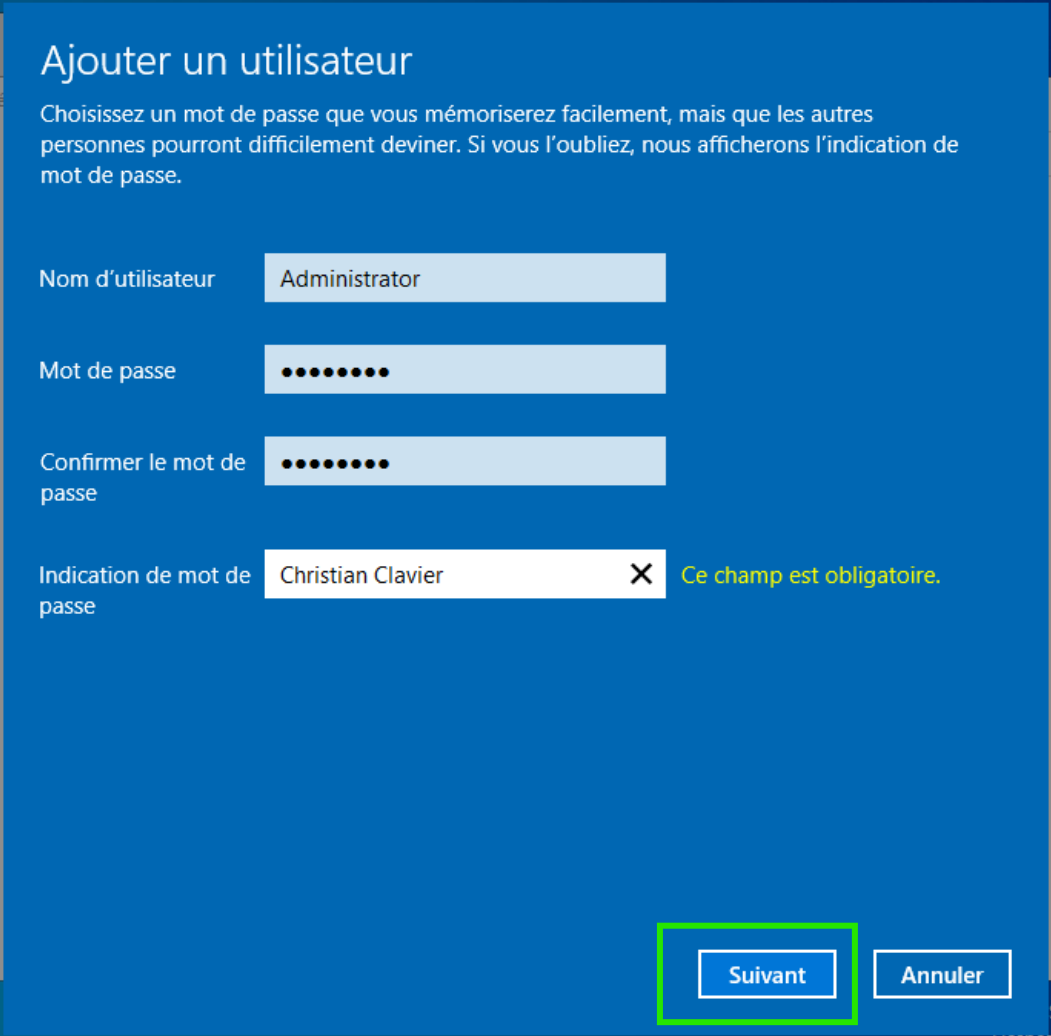 Ajouter un utilisateur
Choisissez un mot de passe que vous mémoriserez facilement, mais que les autres
personnes pourront difficilement deviner. Si vous l’oubliez, nous afficherons l’indication de
mot de passe.
Nom d’utilisateur Administrator
Mot de passe ••••••••
Confirmer le mot de
passe ••••••••
Indication de mot de
passe Christian Clavier Ce champ est obligatoire.
Suivant Annuler